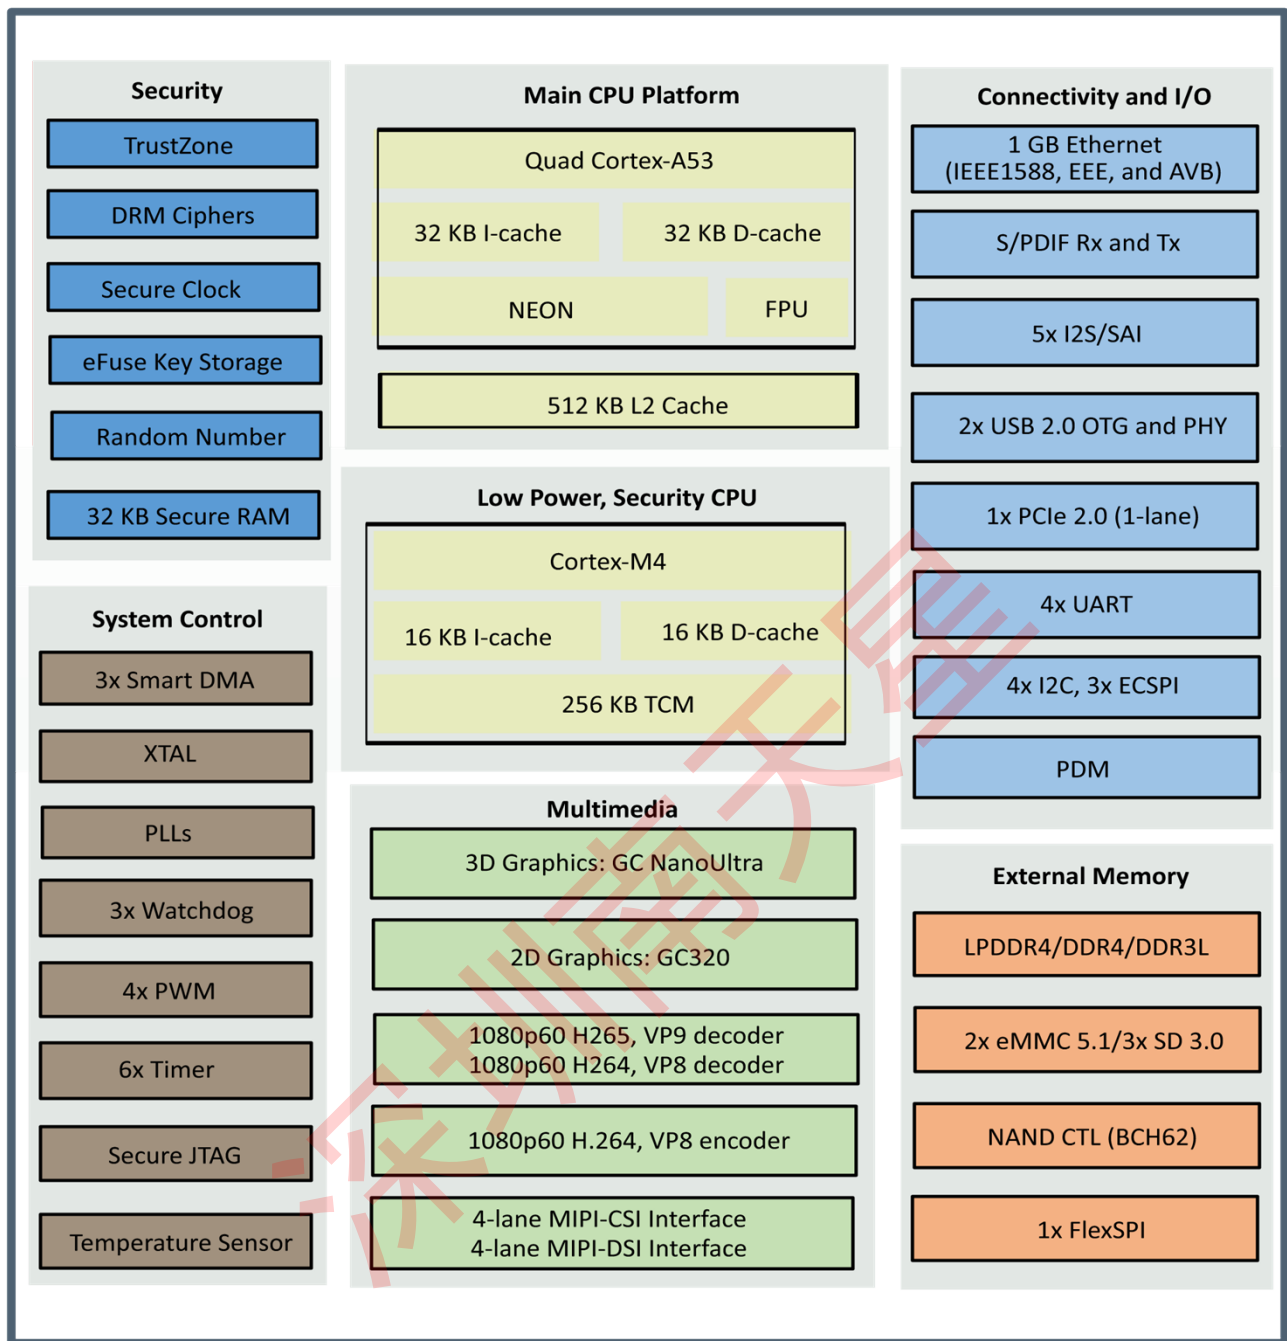 Security
TrustZone
DRM Ciphers
Secure Clock
eFuse Key Storage
Random Number
32 KB Secure RAM
System Control
3x Smart DMA
XTAL
PLLs
3x Watchdog
4x PWM
6x Timer
Secure JTAG
Temperature Sensor
Main CPU Platform
Quad Cortex-A53
32 KB I-cache
32 KB D-cache
NEON
FPU
512 KB L2 Cache
Low Power, Security CPU
Cortex-M4
16 KB I-cache
16 KB D-cache
256 KB TCM
Multimedia
3D Graphics: GC NanoUltra
2D Graphics: GC320
1080p60 H265, VP9 decoder
1080p60 H264, VP8 decoder
1080p60 H.264, VP8 encoder
4-lane MIPI-CSI Interface
4-lane MIPI-DSI Interface
Connectivity and I/O
1 GB Ethernet
(IEEE1588, EEE, and AVB)
S/PDIF Rx and Tx
5x I2S/SAI
2x USB 2.0 OTG and PHY
1x PCIe 2.0 (1-lane)
4x UART
4x I2C, 3x ECSPI
PDM
External Memory
LPDDR4/DDR4/DDR3L
2x eMMC 5.1/3x SD 3.0
NAND CTL (BCH62)
1x FlexSPI
深圳南天星